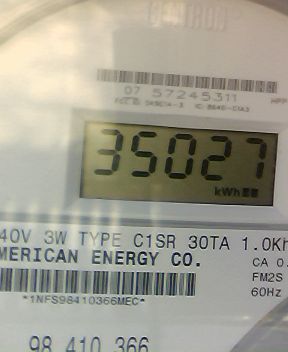 CENTRON
07 57245311
35027
kWh
40V 3W TYPE C1SR 30TA 1.0Kh
MERICAN ENERGY CO.
CA 0.
FM2S
60Hz
*1NFS98410366MEC*
98 410 366